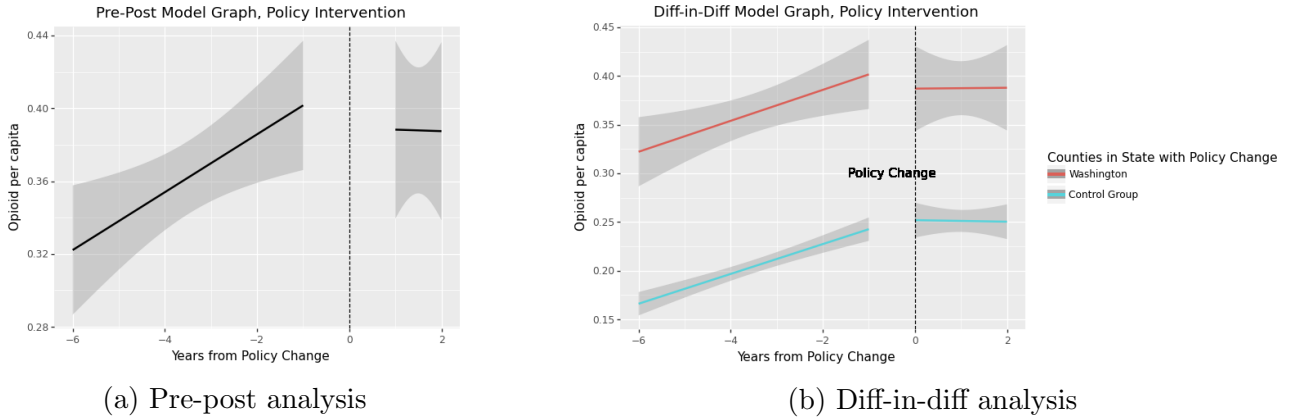 Pre-Post Model Graph, Policy Intervention
0.44
0.40
0.36
0.32
0.28
Opioid per capita
−6
−4
−2
0
2
Years from Policy Change
(a) Pre-post analysis
Diff-in-Diff Model Graph, Policy Intervention
0.45
0.40
0.35
0.30
0.25
0.20
0.15
Opioid per capita
Policy Change
−6
−4
−2
0
2
Years from Policy Change
Counties in State with Policy Change
Washington
Control Group
(b) Diff-in-diff analysis